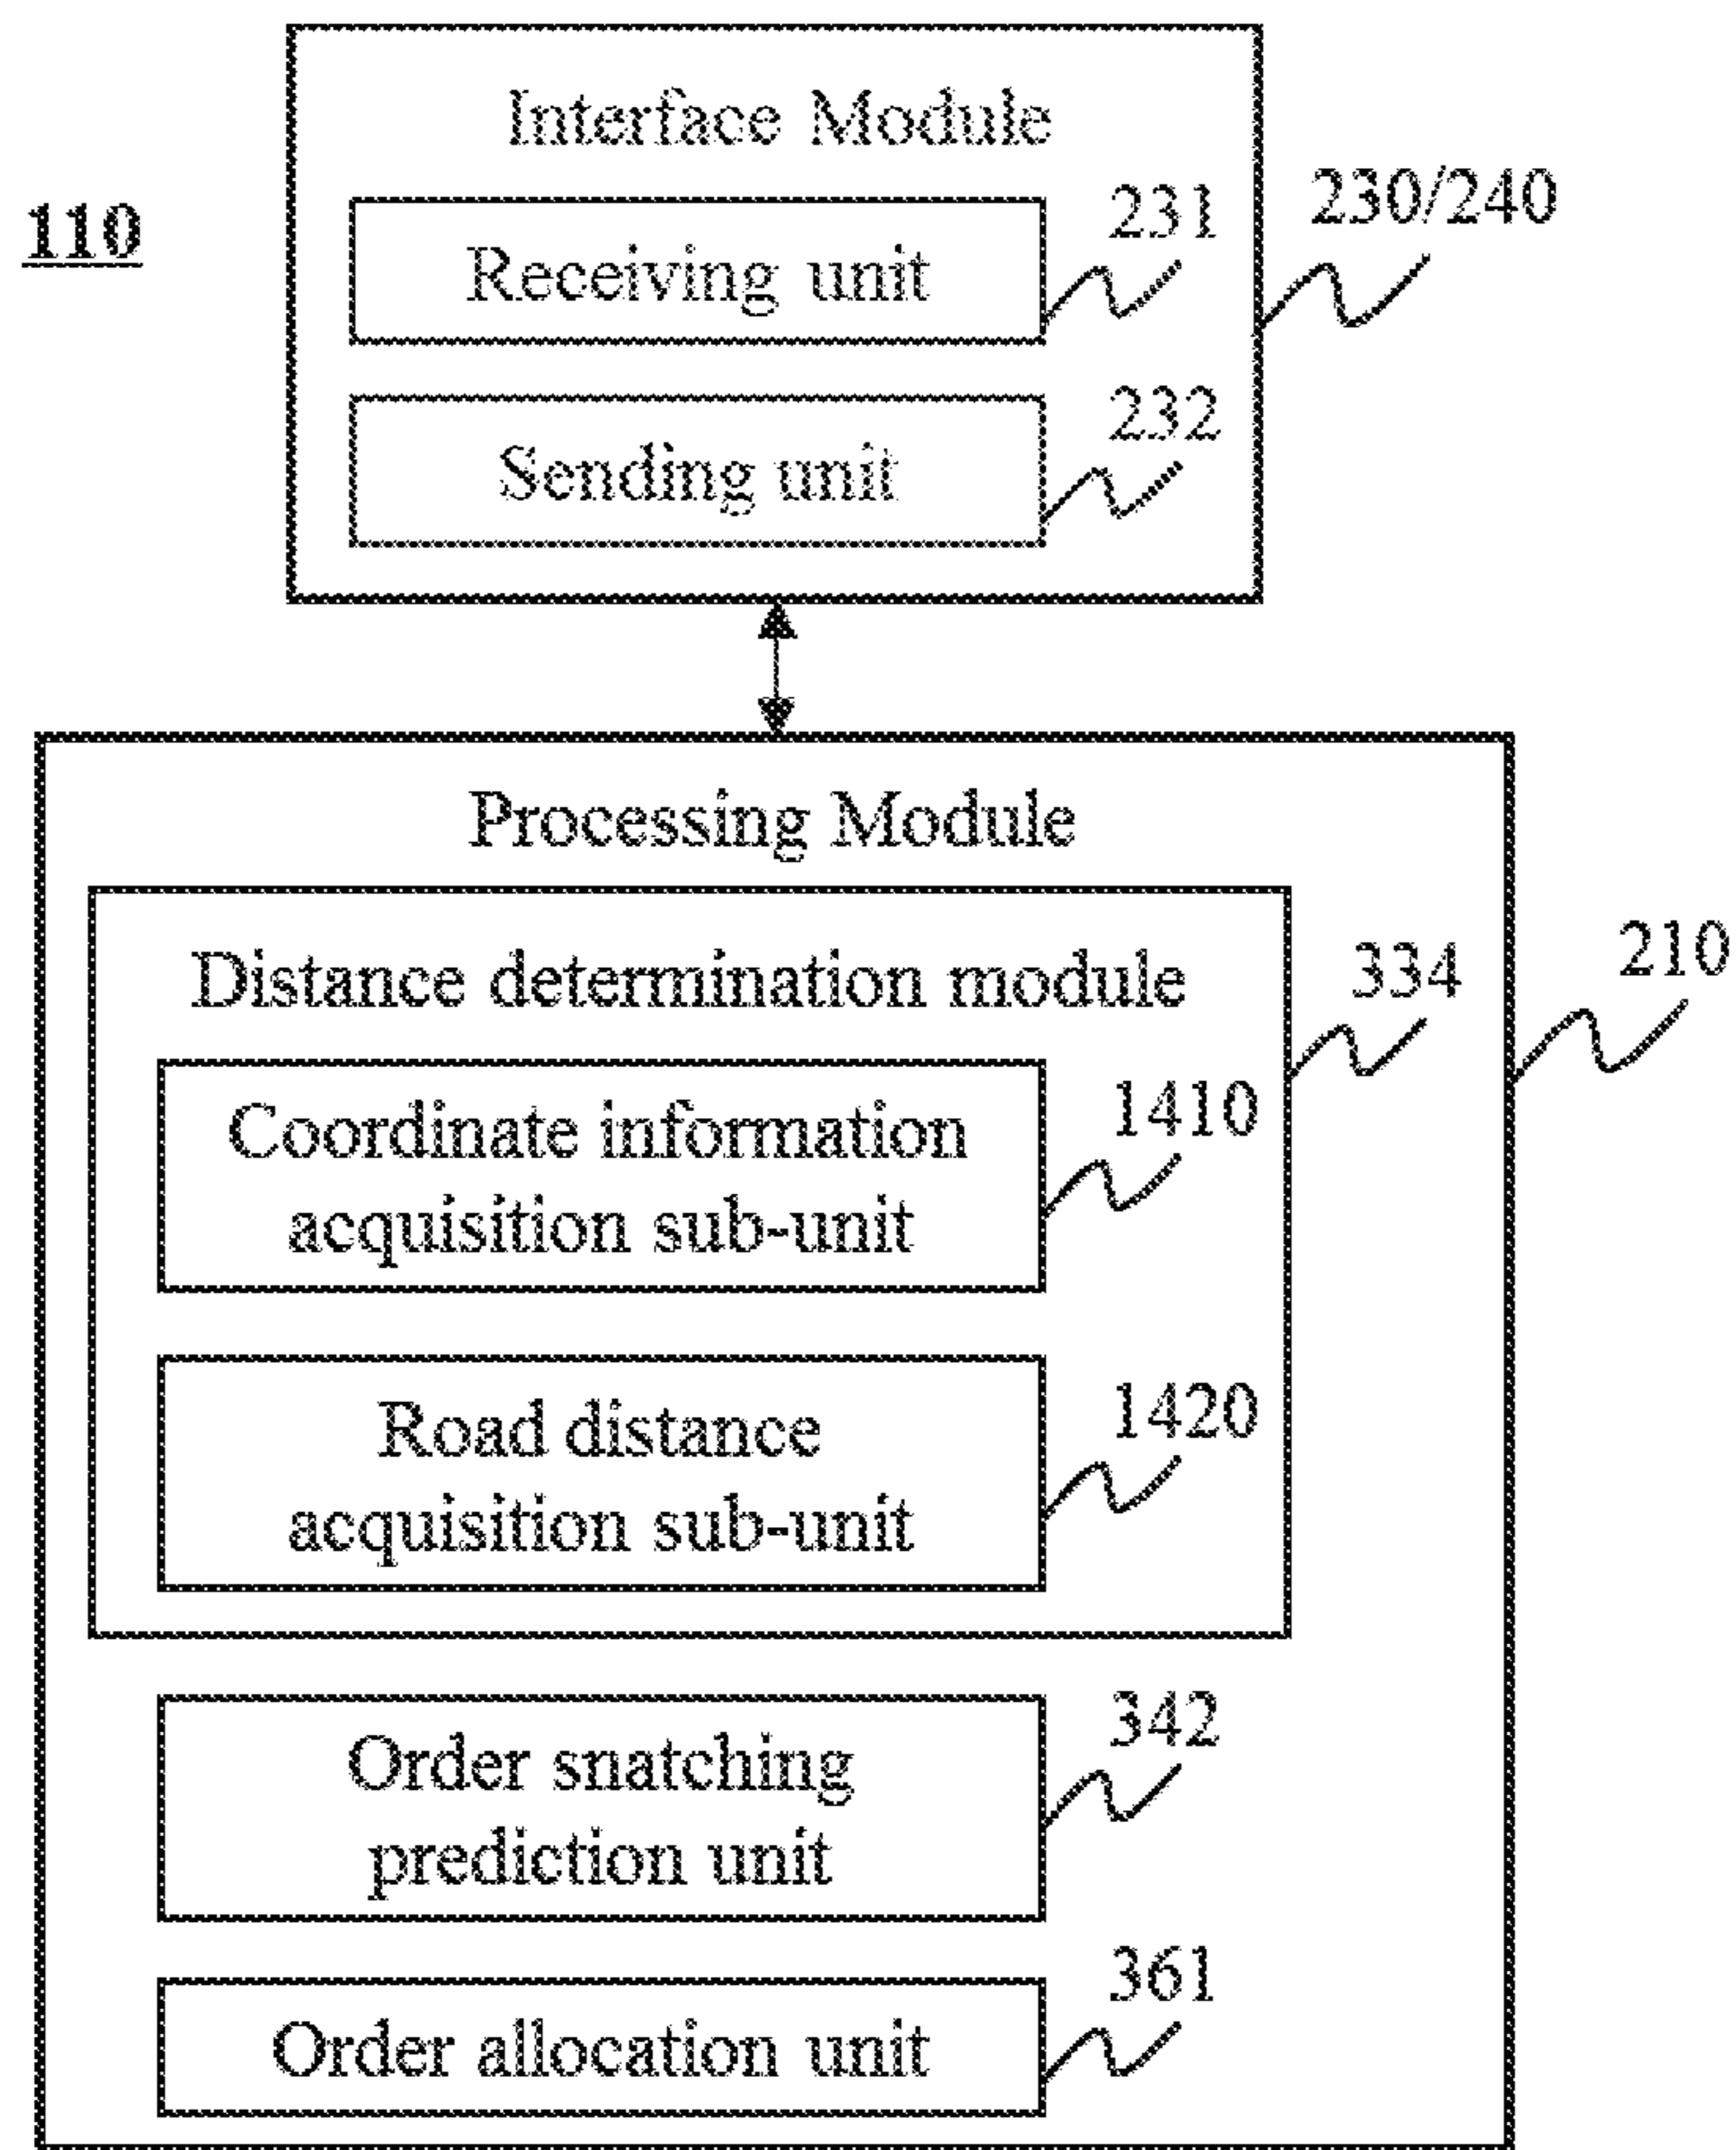 Interface Module
110
230/240
231
Receiving unit
232
Sending unit
Processing Module
210
334
Distance determination module
1410
Coordinate information
acquisition sub-unit
1420
Road distance
acquisition sub-unit
342
Order snatching
prediction unit
361
Order allocation unit